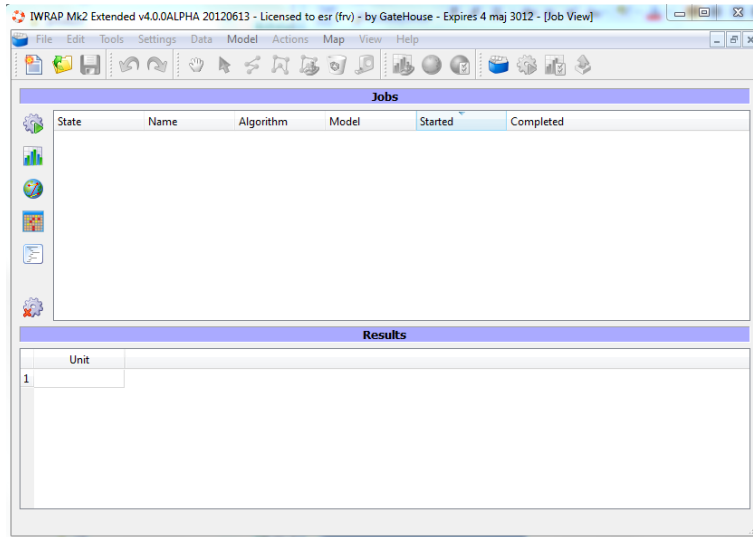 IWRAP Mk2 Extended v4.0.0ALPHA 20120613 - Licensed to esr (frv) - by GateHouse - Expires 4 maj 3012 - [Job View]
File Edit Tools Settings Data Model Actions Map View Help
Jobs
State Name Algorithm Model Started Completed
Results
Unit
1